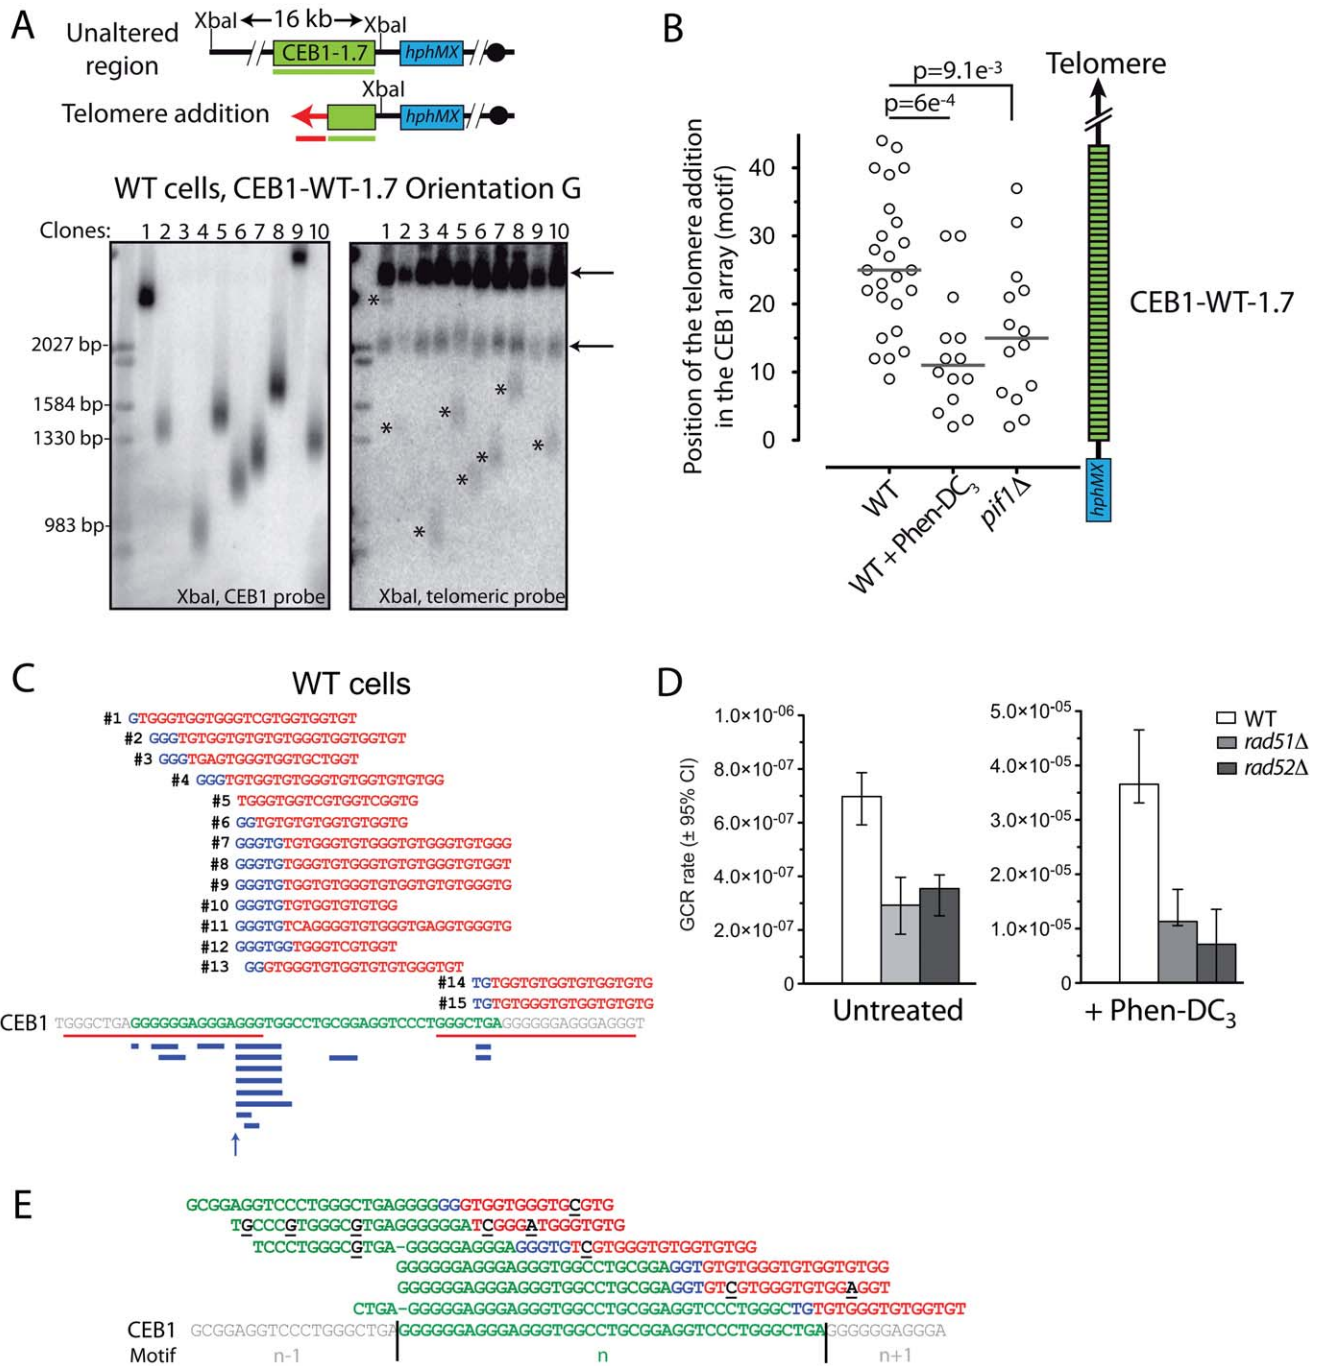 A
XbaI
16 kb
XbaI
Unaltered
region
CEB1-1.7
hphMX
XbaI
Telomere addition
hphMX
WT cells, CEB1-WT-1.7 Orientation G
Clones: 1 2 3 4 5 6 7 8 9 10
1 2 3 4 5 6 7 8 9 10
*
2027 bp-
*
1584 bp-
*
*
1330 bp-
*
*
*
983 bp-
*
XbaI, CEB1 probe
XbaI, telomeric probe
B
p=9.1e-3
p=6e-4
Telomere
Position of the telomere addition
in the CEB1 array (motif)
40
30
20
10
0
WT
WT + Phen-DC3
pif1Δ
CEB1-WT-1.7
hphMX
C
WT cells
#1 GTGGGTGGTGGGTCGTGGTGGTGT
#2 GGGTGTGGTGTGTGTGGGTGGTGGTGT
#3 GGGTGAGTGGGTGGTGCTGGT
#4 GGGTGTGGTGTGGGTGTGGTGTGTGG
#5 TGGGTGGTCGTGGTCGGTG
#6 GGTGTGTGTGGTGTGGTG
#7 GGGTGTGTGGGTGTGGGTGTGGGTGTGGG
#8 GGGTGTGGGTGTGGGTGTGGGTGTGGT
#9 GGGTGTGGTGTGGGTGTGGTGTGTGGGTG
#10 GGGTGTGTGGTGTGTGG
#11 GGGTGTCAGGGGTGTGGGTGAGGTGGGTG
#12 GGGTGGTGGGTCGTGGT
#13 GGGTGGTGTGGTGTGTGGGTGT
#14 TGTGGTGTGGTGTGGTGTG
#15 TGTGTGGGTGTGGTGTGTG
CEB1 TGGGCTGAGGGGGGAGGGAGGGTGGCCTGCGGAGGTCCCTGGGCTGAGGGGGGAGGGAGGGT
D
GCR rate (± 95% CI)
1.0×10-06
8.0×10-07
6.0×10-07
4.0×10-07
2.0×10-07
0
Untreated
5.0×10-05
4.0×10-05
3.0×10-05
2.0×10-05
1.0×10-05
0
+ Phen-DC3
WT
rad51Δ
rad52Δ
E
GCGGAGGTCCCTGGGCTGAGGGGGGGTGGTGGGTGCGTG
TGCCCGTGGGCGTGAGGGGGGATCGGGATGGGTGTG
TCCCTGGGCGTGA-GGGGGAGGGAGGGTGTCGTGGGTGTGGTGTGG
GGGGGGAGGGAGGGTGGCCTGCGGAGGTGTGTGGGTGTGGTGTGG
GGGGGGAGGGAGGGTGGCCTGCGGAGGTGTCGTGGGTGTGGAGGT
CTGA-GGGGGAGGGAGGGTGGCCTGCGGAGGTCCCTGGGCTGTGTGGGTGTGGTGT
CEB1 GCGGAGGTCCCTGGGCTGAGGGGGGAGGGAGGGTGGCCTGCGGAGGTCCCTGGGCTGAGGGGGGAGGGA
Motif n-1 n n+1